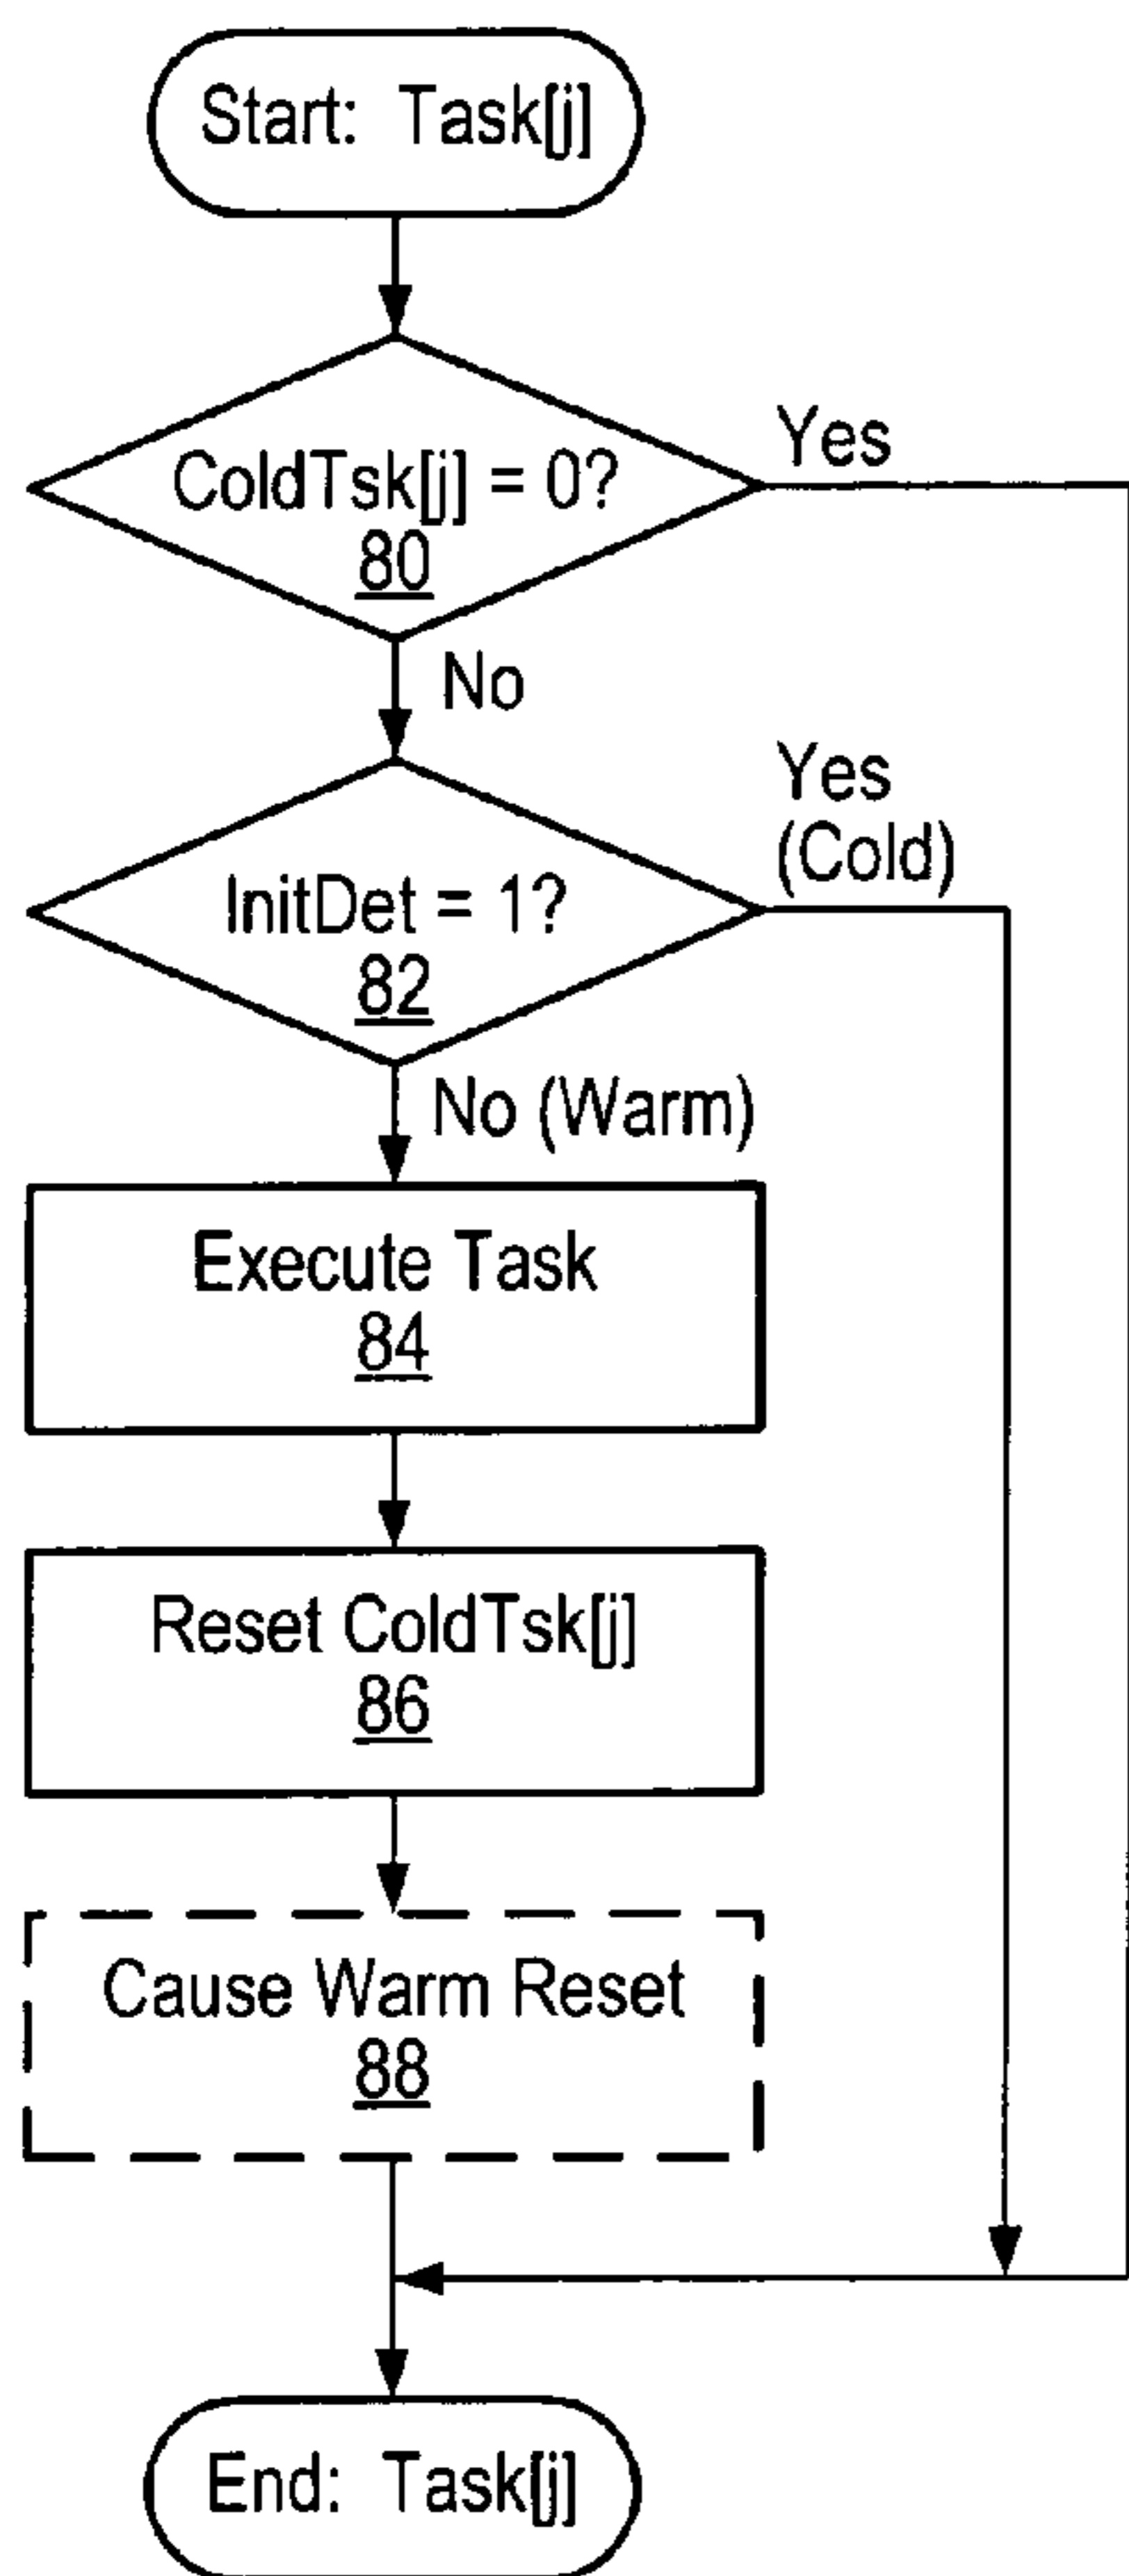 Start: Task[j]
ColdTsk[j] = 0?
80
Yes
No
InitDet = 1?
82
Yes
(Cold)
No (Warm)
Execute Task
84
Reset ColdTsk[j]
86
Cause Warm Reset
88
End: Task[j]